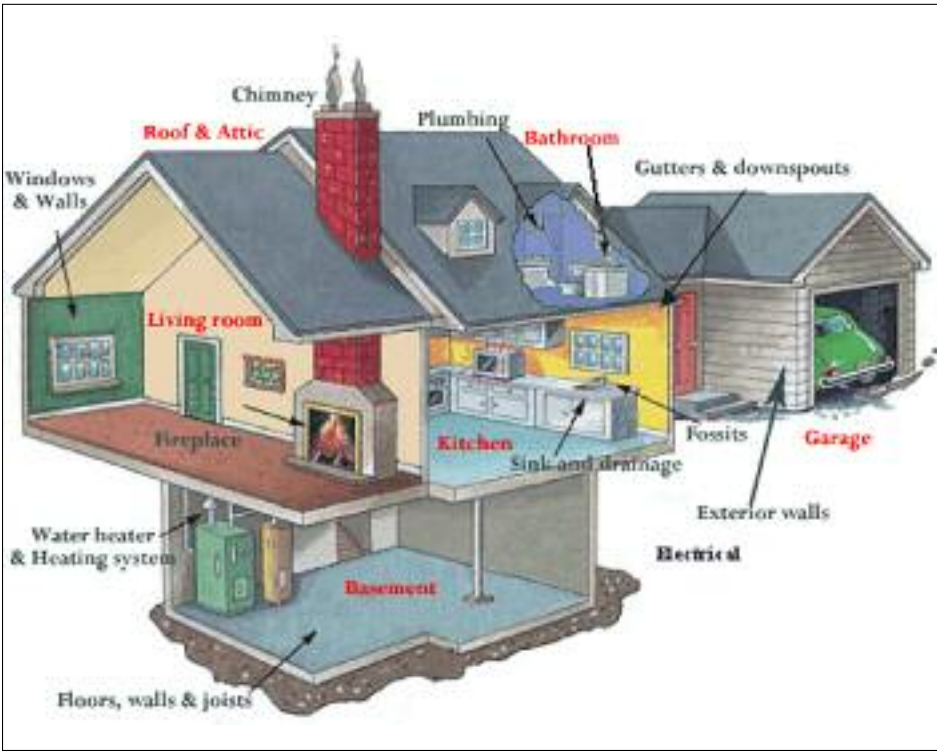 Chimney
Plumbing
Roof & Attic
Bathroom
Gutters & downspouts
Windows
& Walls
Living room
Fireplace
Kitchen
Fossits
Garage
Sink and drainage
Exterior walls
Water heater
& Heating system
Electrical
Basement
Floors, walls & joists